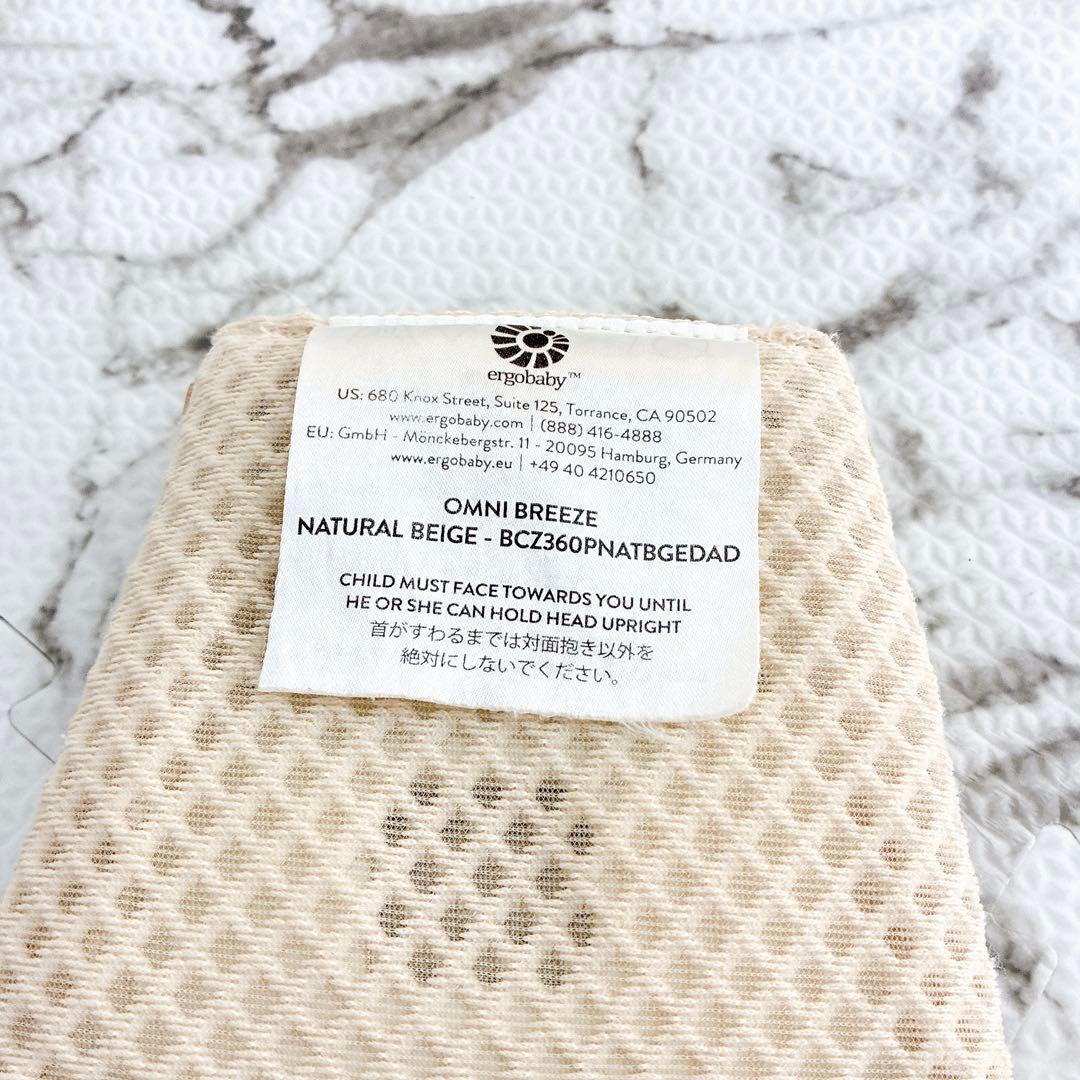 ergobaby™
US: 680 Knox Street, Suite 125, Torrance, CA 90502
www.ergobaby.com | (888) 416-4888
EU: GmbH - Mönckebergstr. 11 - 20095 Hamburg, Germany
www.ergobaby.eu | +49 40 4210650
OMNI BREEZE
NATURAL BEIGE - BCZ360PNATBGEDAD
CHILD MUST FACE TOWARDS YOU UNTIL
HE OR SHE CAN HOLD HEAD UPRIGHT
首がすわるまでは対面抱き以外を
絶対にしないでください。